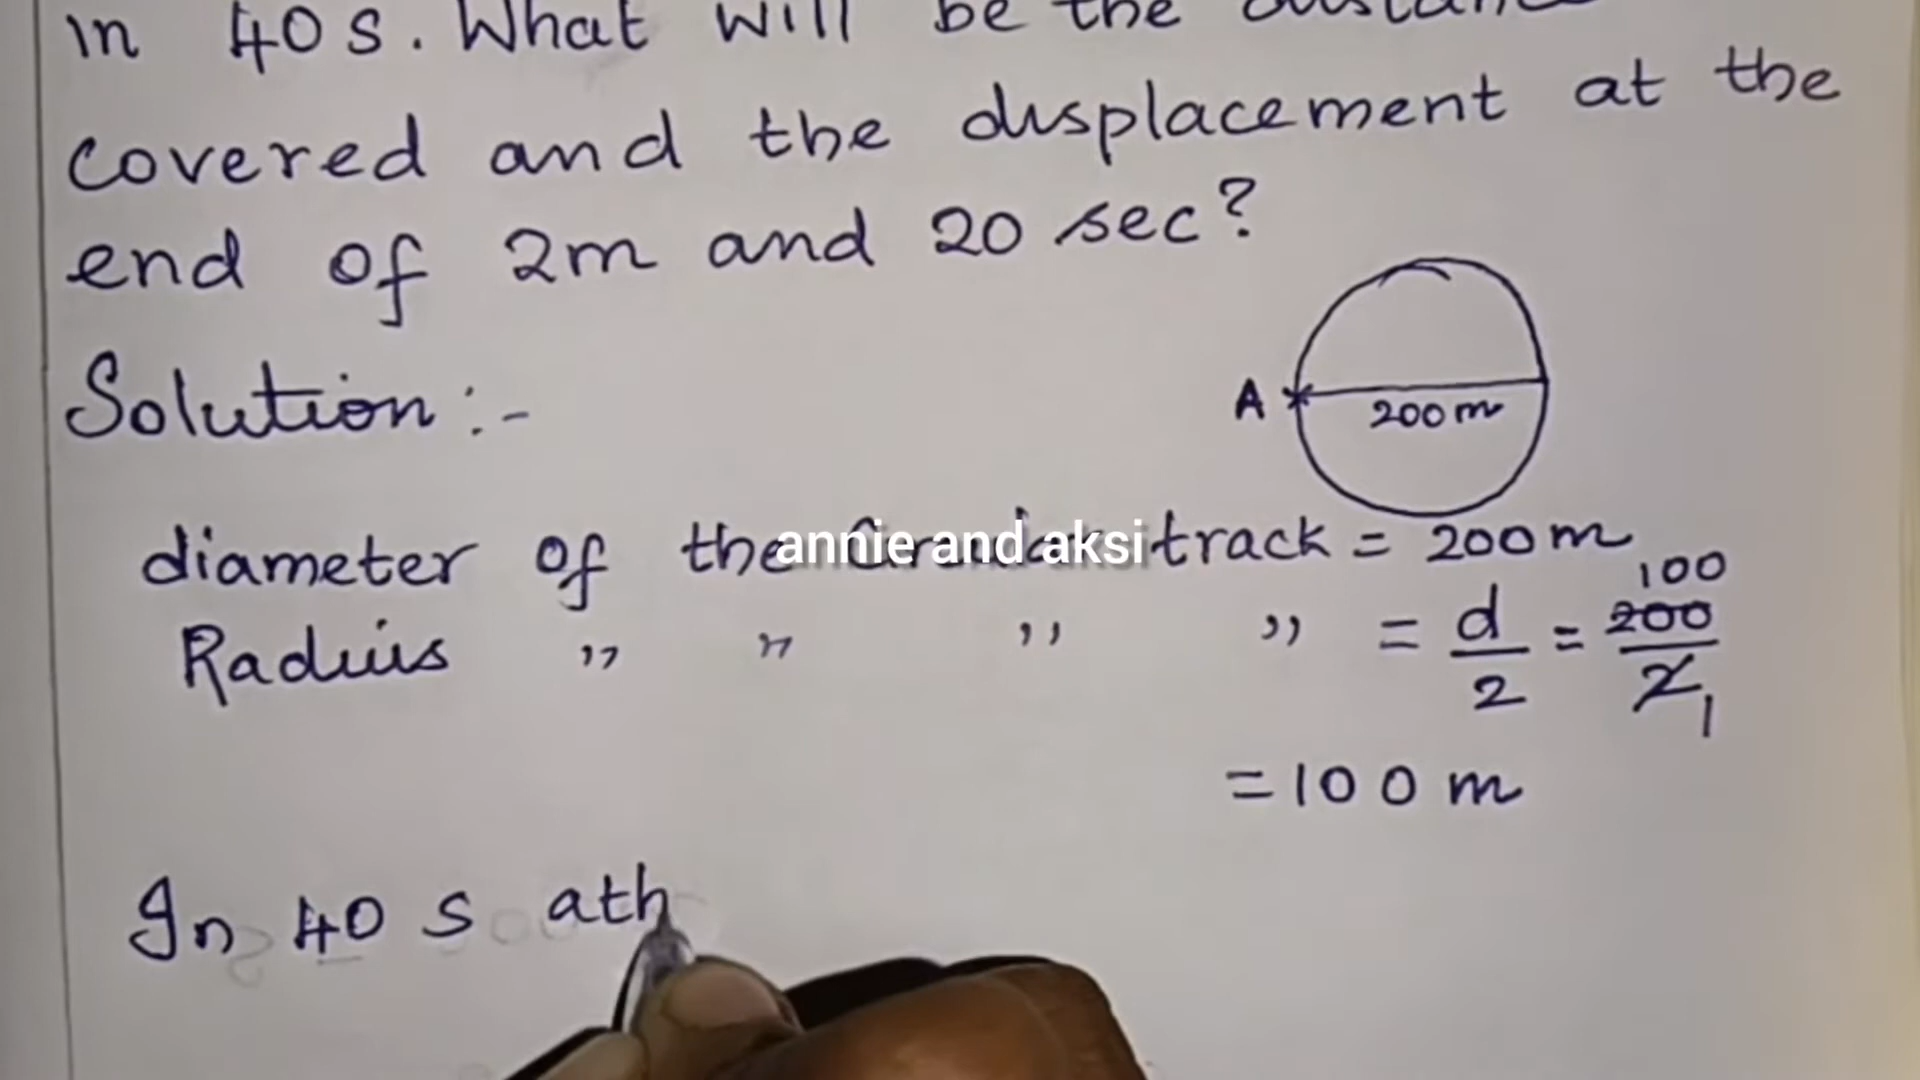 in 40 s. What will be the distance
covered and the displacement at the
end of 2m and 20 sec?
Solution :-
A
200 m
diameter of the track = 200 m
annie and aksi
Radius " " " " = d/2 = 200/2
100
1
= 100 m
In 40 s ath